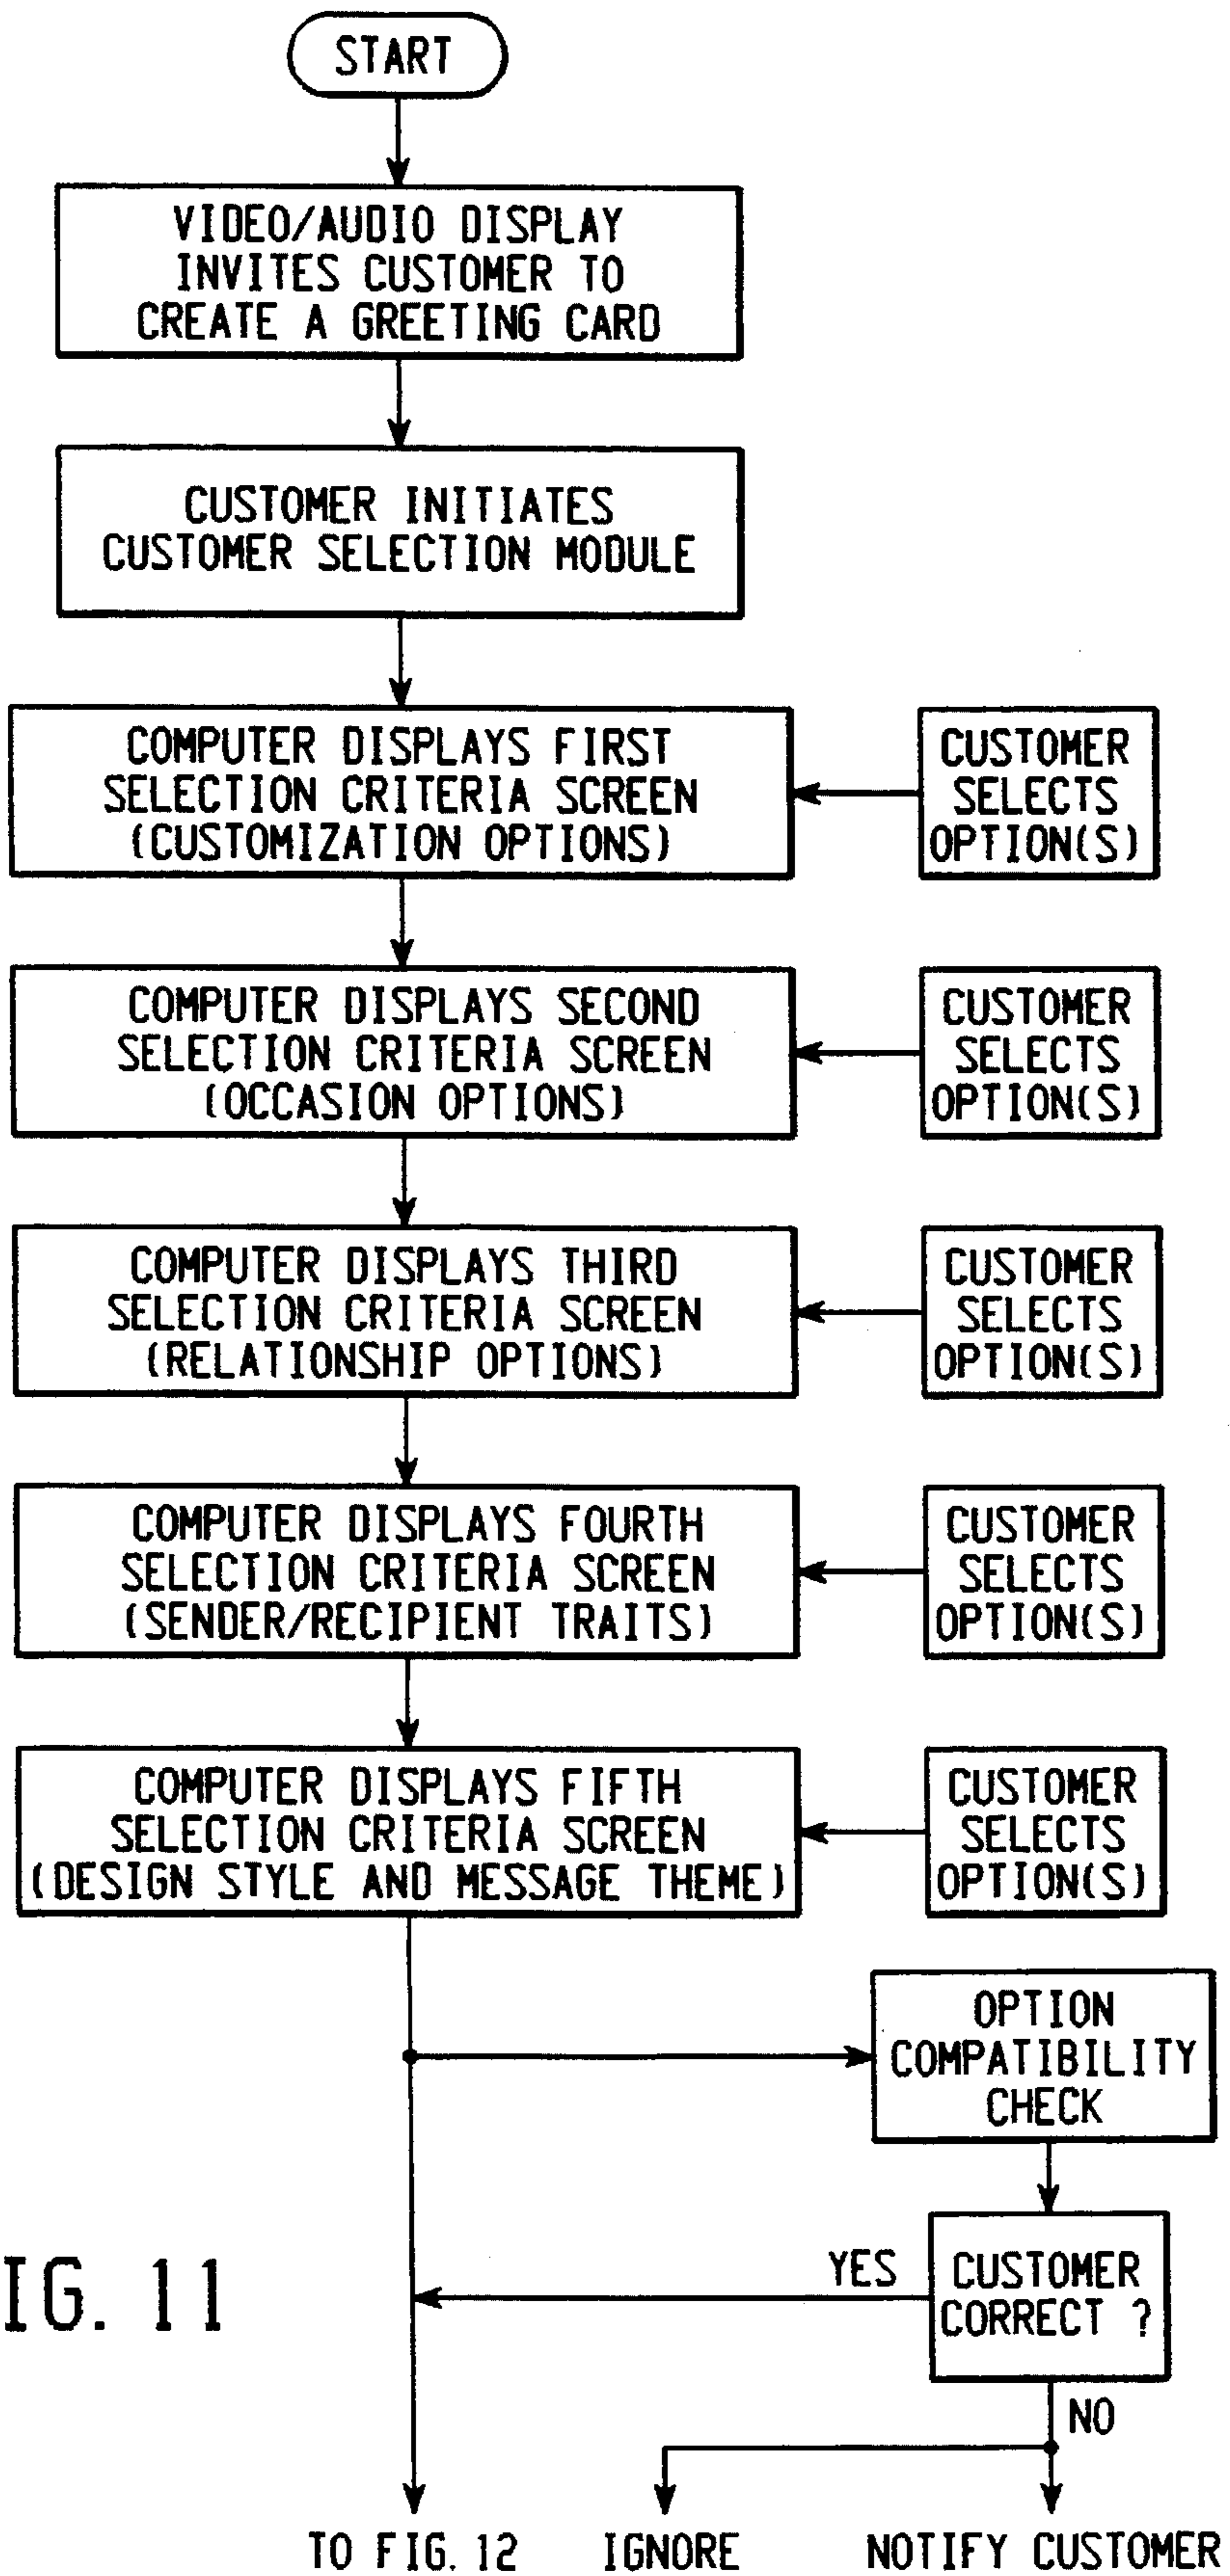 START
VIDEO/AUDIO DISPLAY
INVITES CUSTOMER TO
CREATE A GREETING CARD
CUSTOMER INITIATES
CUSTOMER SELECTION MODULE
COMPUTER DISPLAYS FIRST
SELECTION CRITERIA SCREEN
(CUSTOMIZATION OPTIONS)
CUSTOMER
SELECTS
OPTION(S)
COMPUTER DISPLAYS SECOND
SELECTION CRITERIA SCREEN
(OCCASION OPTIONS)
CUSTOMER
SELECTS
OPTION(S)
COMPUTER DISPLAYS THIRD
SELECTION CRITERIA SCREEN
(RELATIONSHIP OPTIONS)
CUSTOMER
SELECTS
OPTION(S)
COMPUTER DISPLAYS FOURTH
SELECTION CRITERIA SCREEN
(SENDER/RECIPIENT TRAITS)
CUSTOMER
SELECTS
OPTION(S)
COMPUTER DISPLAYS FIFTH
SELECTION CRITERIA SCREEN
(DESIGN STYLE AND MESSAGE THEME)
CUSTOMER
SELECTS
OPTION(S)
OPTION
COMPATIBILITY
CHECK
YES
CUSTOMER
CORRECT ?
IG. 11
NO
TO FIG. 12
IGNORE
NOTIFY CUSTOMER